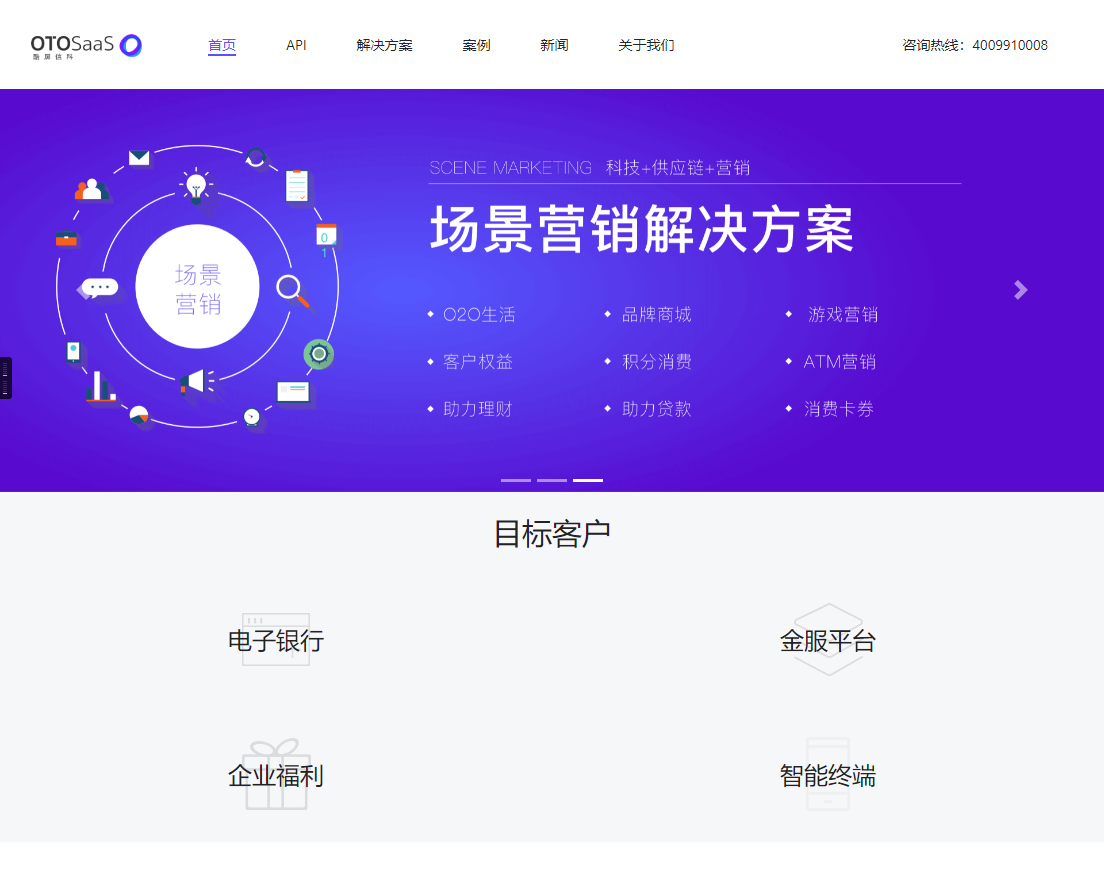 OTOSaaS
酷屏信科
首页
API
解决方案
案例
新闻
关于我们
咨询热线：4009910008
SCENE MARKETING 科技+供应链+营销
场景营销解决方案
场景
营销
0
1
O2O生活
品牌商城
游戏营销
客户权益
积分消费
ATM营销
助力理财
助力贷款
消费卡券
目标客户
电子银行
金服平台
企业福利
智能终端